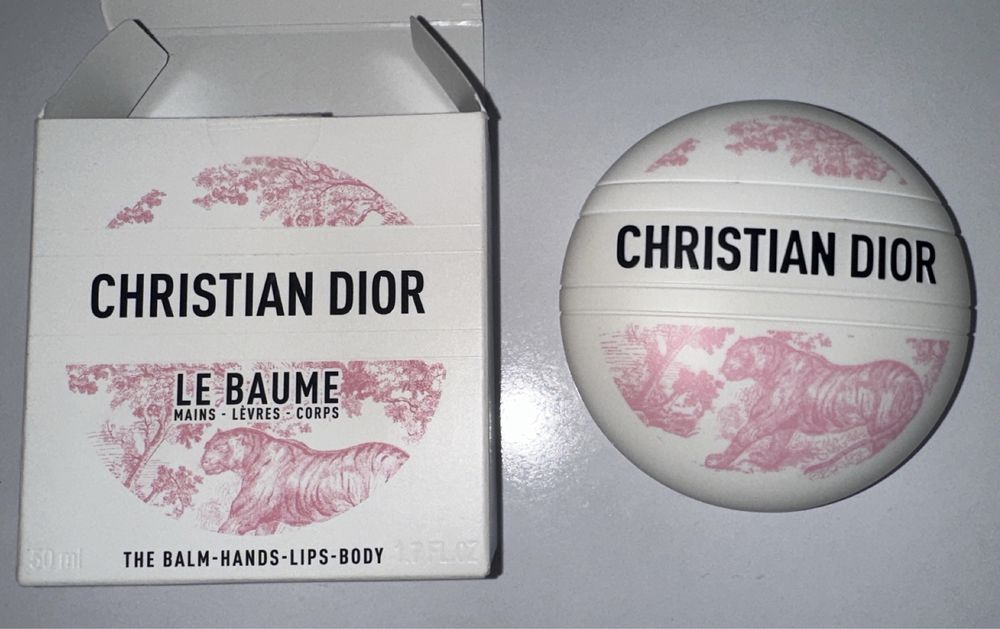 CHRISTIAN DIOR
LE BAUME
MAINS - LÈVRES - CORPS
50 ml
THE BALM-HANDS-LIPS-BODY
1.7 FL.OZ
CHRISTIAN DIOR